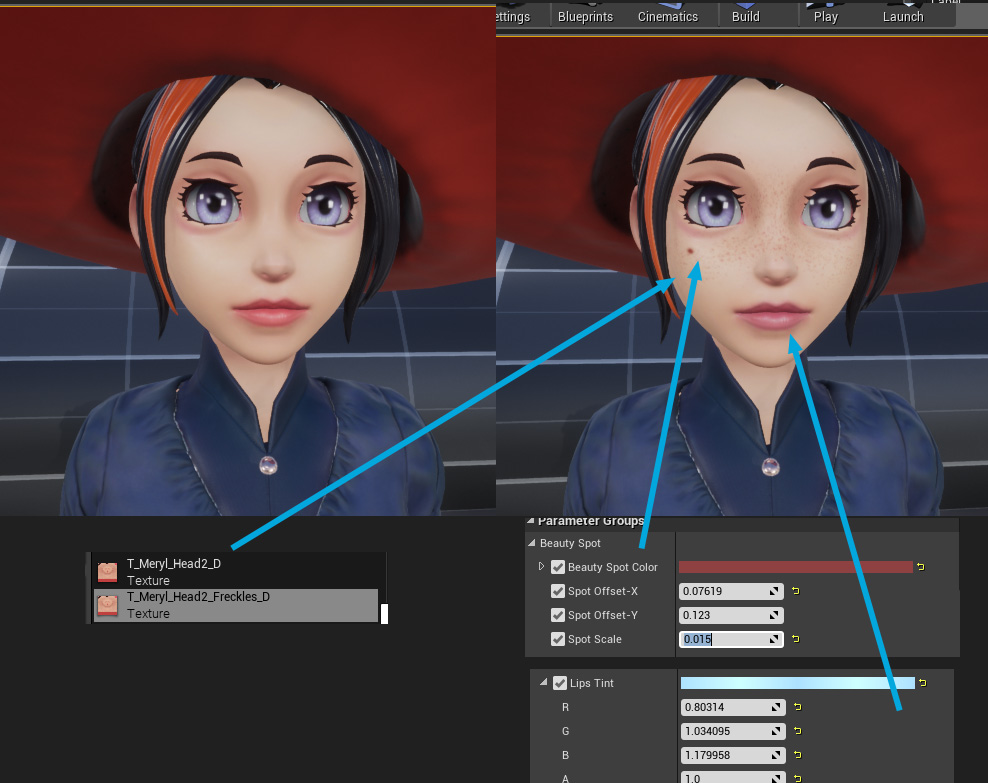 ettings Blueprints Cinematics Build Play Launch
T_Meryl_Head2_D
Texture
T_Meryl_Head2_Freckles_D
Texture
Parameter Groups
Beauty Spot
Beauty Spot Color
Spot Offset-X 0.07619
Spot Offset-Y 0.123
Spot Scale 0.015
Lips Tint
R 0.80314
G 1.034095
B 1.179958
A 1.0